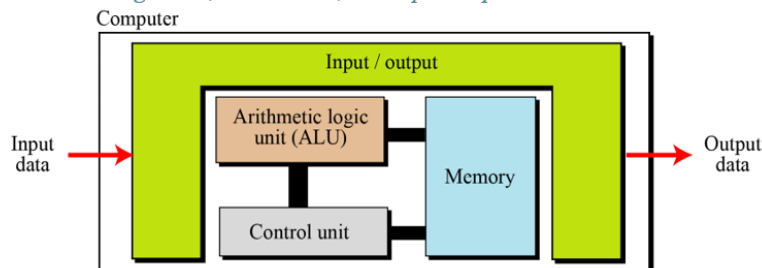 Computer
Input / output
Arithmetic logic
unit (ALU)
Input
data
Memory
Output
data
Control unit